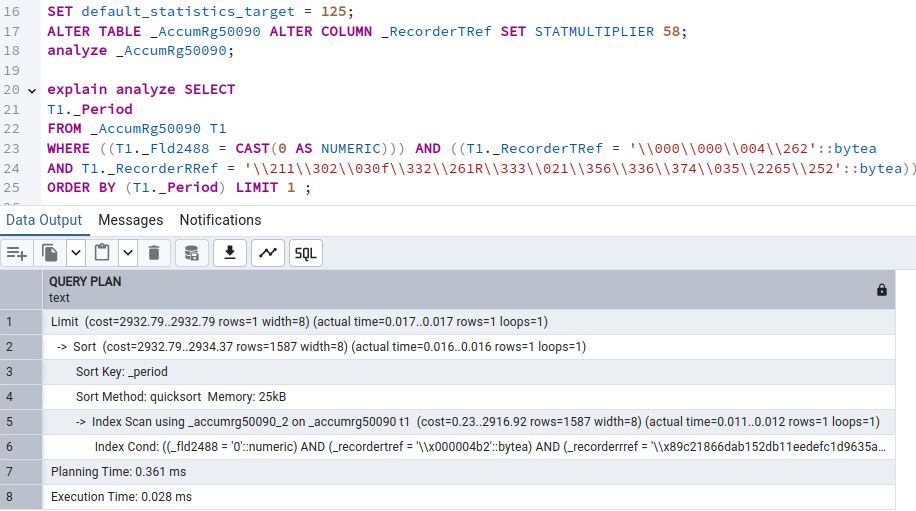 16 SET default_statistics_target = 125;
17 ALTER TABLE _AccumRg50090 ALTER COLUMN _RecorderTRef SET STATMULTIPLIER 58;
18 analyze _AccumRg50090;
19
20 explain analyze SELECT
21 T1._Period
22 FROM _AccumRg50090 T1
23 WHERE ((T1._Fld2488 = CAST(0 AS NUMERIC))) AND ((T1._RecorderTRef = '\\000\\000\\004\\262'::bytea
24 AND T1._RecorderRRef = '\\211\\302\\030f\\332\\261R\\333\\021\\356\\336\\374\\035\\2265\\252'::bytea))
25 ORDER BY (T1._Period) LIMIT 1 ;
Data Output Messages Notifications
SQL
QUERY PLAN
text
1 Limit (cost=2932.79..2932.79 rows=1 width=8) (actual time=0.017..0.017 rows=1 loops=1)
2 -> Sort (cost=2932.79..2934.37 rows=1587 width=8) (actual time=0.016..0.016 rows=1 loops=1)
3 Sort Key: _period
4 Sort Method: quicksort Memory: 25kB
5 -> Index Scan using _accumrg50090_2 on _accumrg50090 t1 (cost=0.23..2916.92 rows=1587 width=8) (actual time=0.011..0.012 rows=1 loops=1)
6 Index Cond: ((_fld2488 = '0'::numeric) AND (_recordertref = '\\x000004b2'::bytea) AND (_recorderrref = '\\x89c21866dab152db11eedefc1d9635a...
7 Planning Time: 0.361 ms
8 Execution Time: 0.028 ms